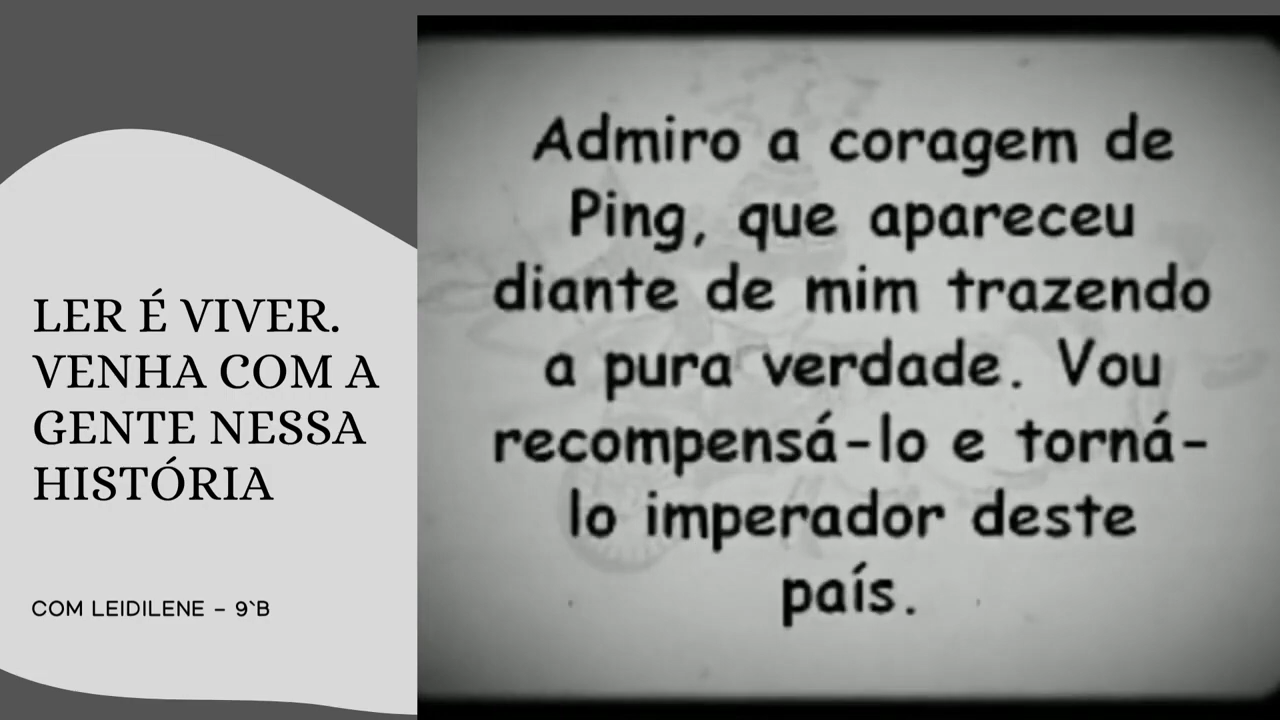 LER É VIVER.
VENHA COM A
GENTE NESSA
HISTÓRIA
COM LEIDILENE - 9`B
Admiro a coragem de
Ping, que apareceu
diante de mim trazendo
a pura verdade. Vou
recompensá-lo e torná-
lo imperador deste
país.